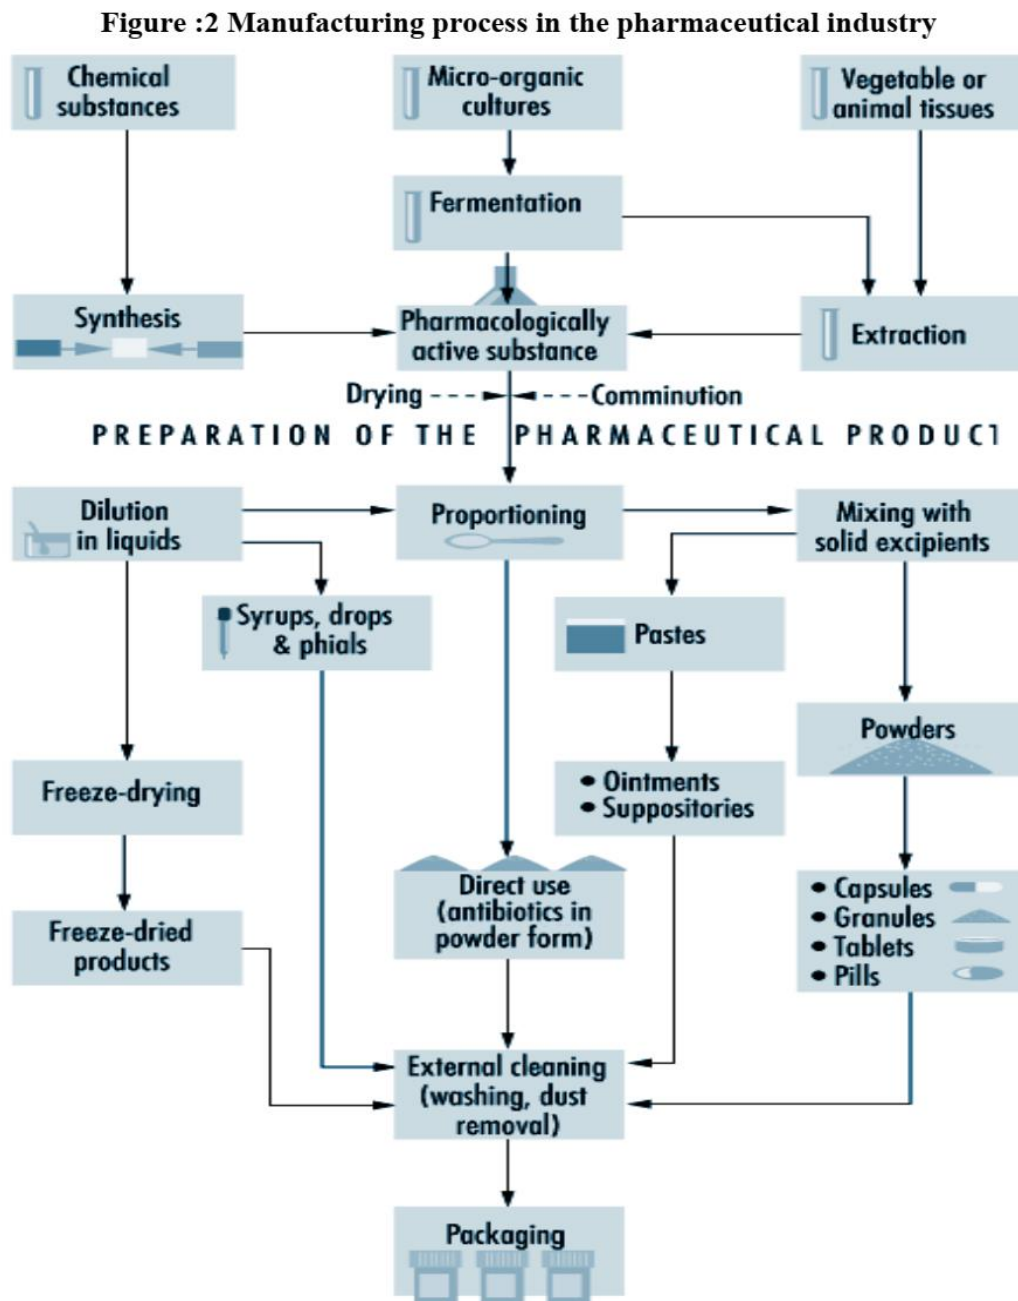 Figure :2 Manufacturing process in the pharmaceutical industry
Chemical
substances
Micro-organic
cultures
Vegetable or
animal tissues
Fermentation
Synthesis
Pharmacologically
active substance
Extraction
Drying
Comminution
PREPARATION OF THE PHARMACEUTICAL PRODUCT
Dilution
in liquids
Proportioning
Mixing with
solid excipients
Syrups, drops
& phials
Pastes
Powders
Freeze-drying
• Ointments
• Suppositories
Direct use
(antibiotics in
powder form)
• Capsules
• Granules
• Tablets
• Pills
Freeze-dried
products
External cleaning
(washing, dust
removal)
Packaging